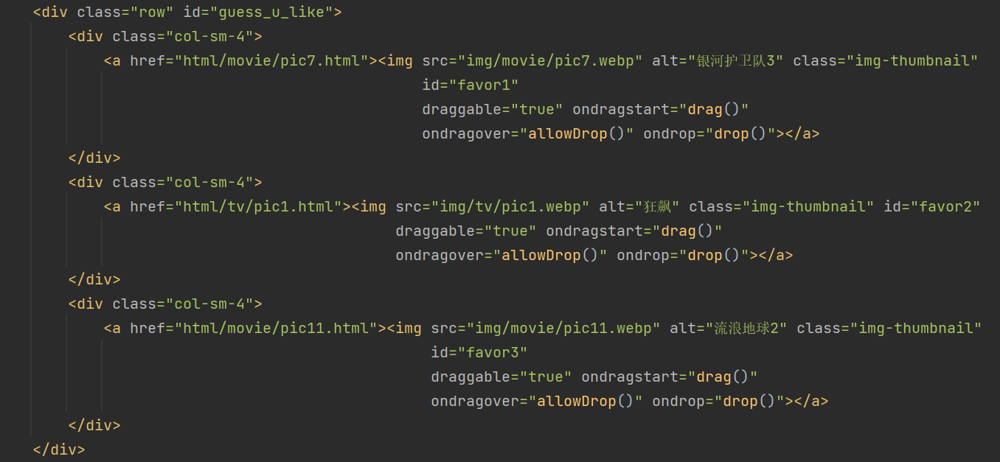 <div class="row" id="guess_u_like">
<div class="col-sm-4">
<a href="html/movie/pic7.html"><img src="img/movie/pic7.webp" alt="银河护卫队3" class="img-thumbnail"
id="favor1"
draggable="true" ondragstart="drag()"
ondragover="allowDrop()" ondrop="drop()"></a>
</div>
<div class="col-sm-4">
<a href="html/tv/pic1.html"><img src="img/tv/pic1.webp" alt="狂飙" class="img-thumbnail" id="favor2"
draggable="true" ondragstart="drag()"
ondragover="allowDrop()" ondrop="drop()"></a>
</div>
<div class="col-sm-4">
<a href="html/movie/pic11.html"><img src="img/movie/pic11.webp" alt="流浪地球2" class="img-thumbnail"
id="favor3"
draggable="true" ondragstart="drag()"
ondragover="allowDrop()" ondrop="drop()"></a>
</div>
</div>